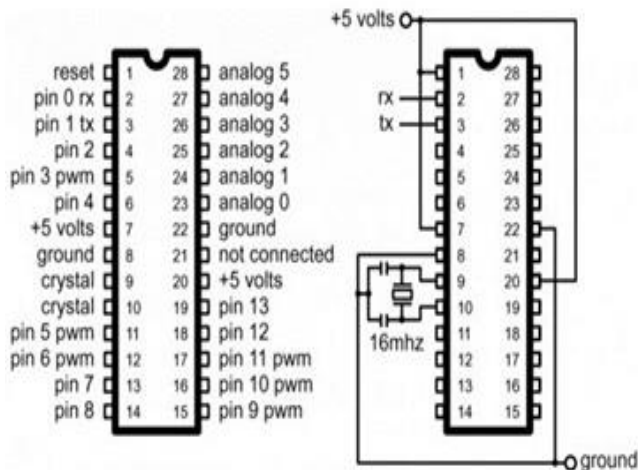 +5 volts
reset 1 28 analog 5
pin 0 rx 2 27 analog 4
pin 1 tx 3 26 analog 3
pin 2 4 25 analog 2
pin 3 pwm 5 24 analog 1
pin 4 6 23 analog 0
+5 volts 7 22 ground
ground 8 21 not connected
crystal 9 20 +5 volts
crystal 10 19 pin 13
pin 5 pwm 11 18 pin 12
pin 6 pwm 12 17 pin 11 pwm
pin 7 13 16 pin 10 pwm
pin 8 14 15 pin 9 pwm
1 28
rx 2 27
tx 3 26
4 25
5 24
6 23
7 22
8 21
9 20
10 19
16mhz 11 18
12 17
13 16
14 15
ground